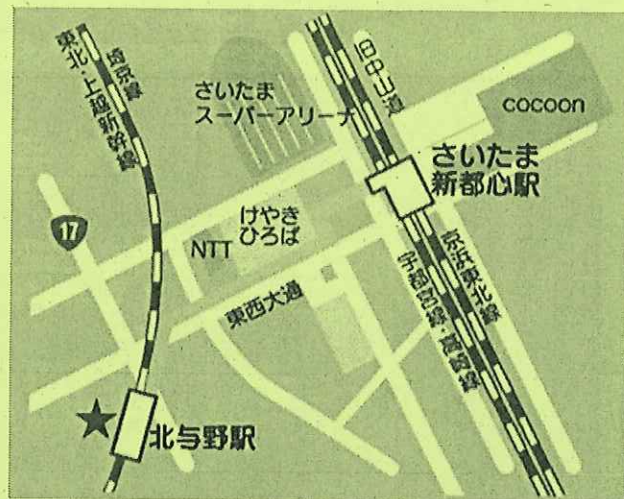 東北・上越新幹線
埼京線
さいたま
スーパーアリーナ
旧中山道
cocoon
さいたま
新都心駅
17
けやき
ひろば
NTT
東西大通
京浜東北線
宇都宮線・高崎線
北与野駅